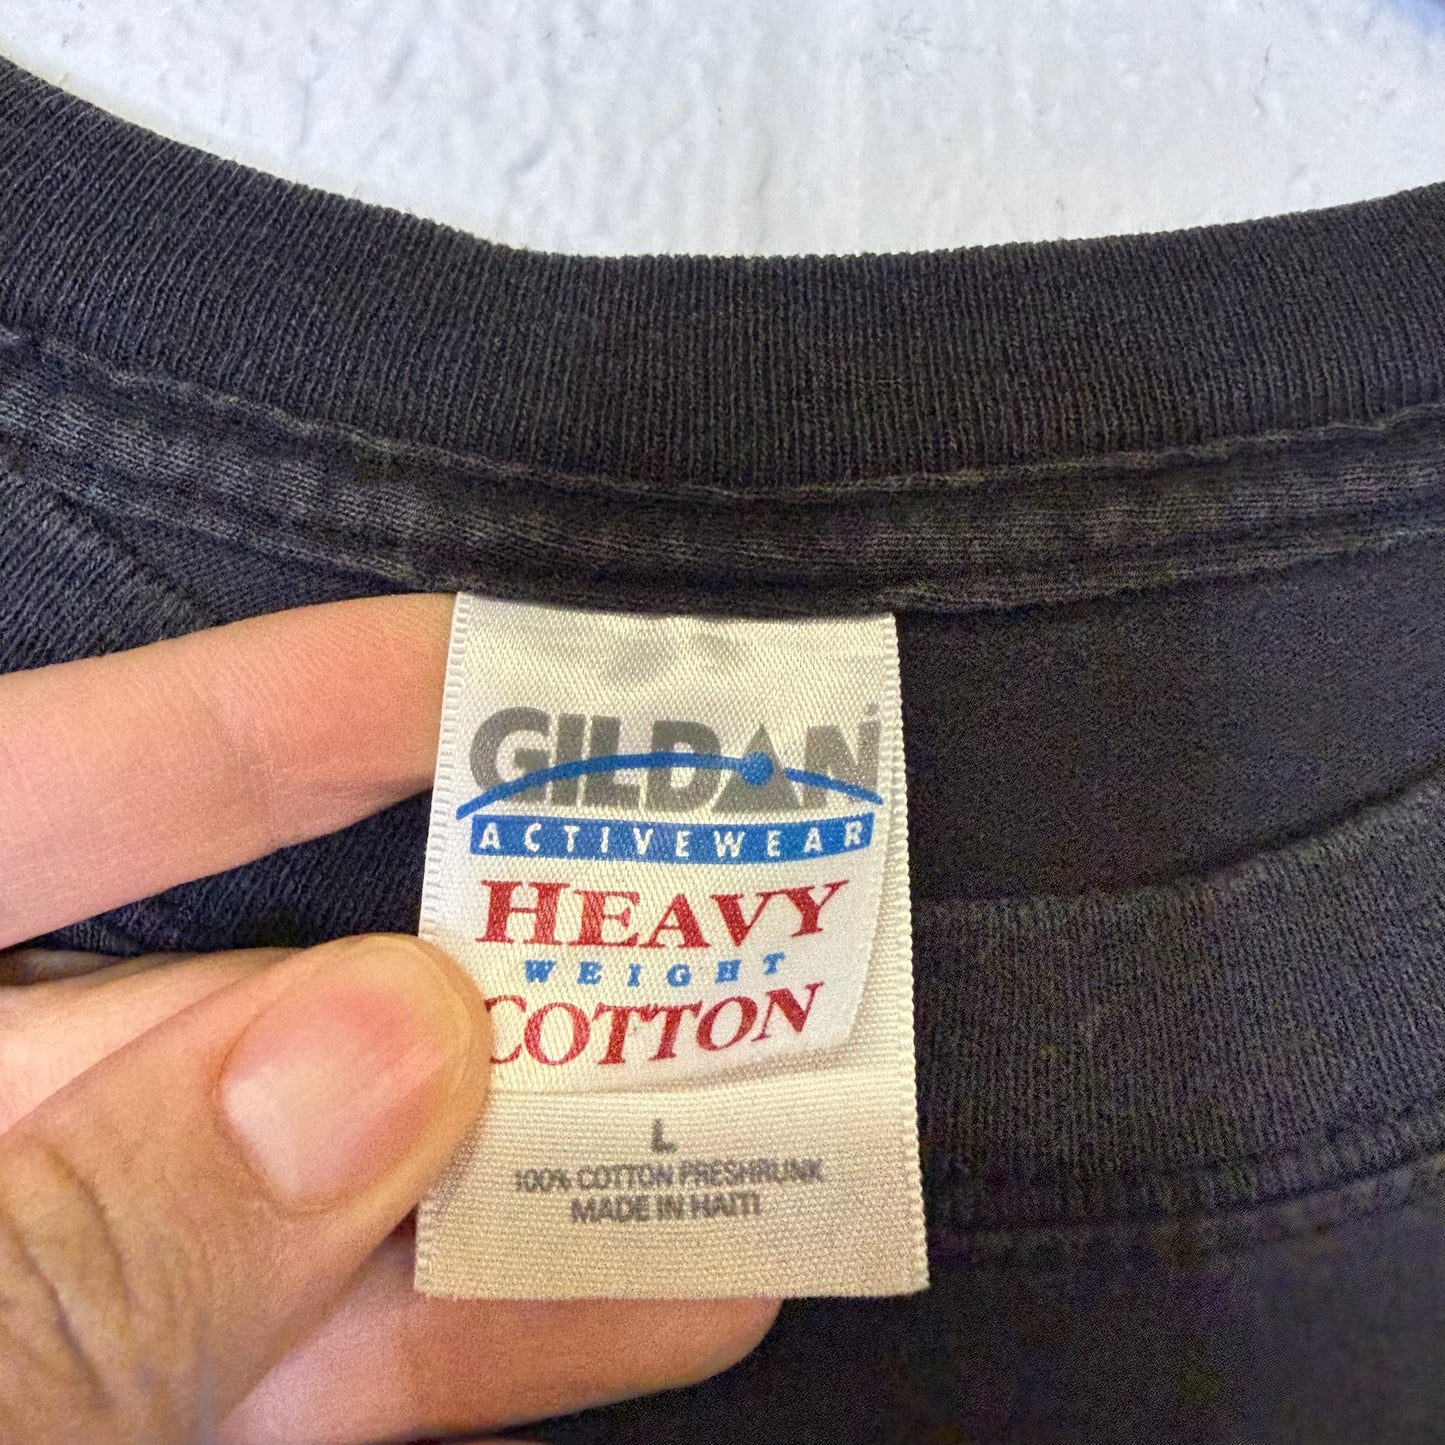 GILDAN
ACTIVEWEAR
HEAVY
WEIGHT
COTTON
L
100% COTTON PRESHRUNK
MADE IN HAITI